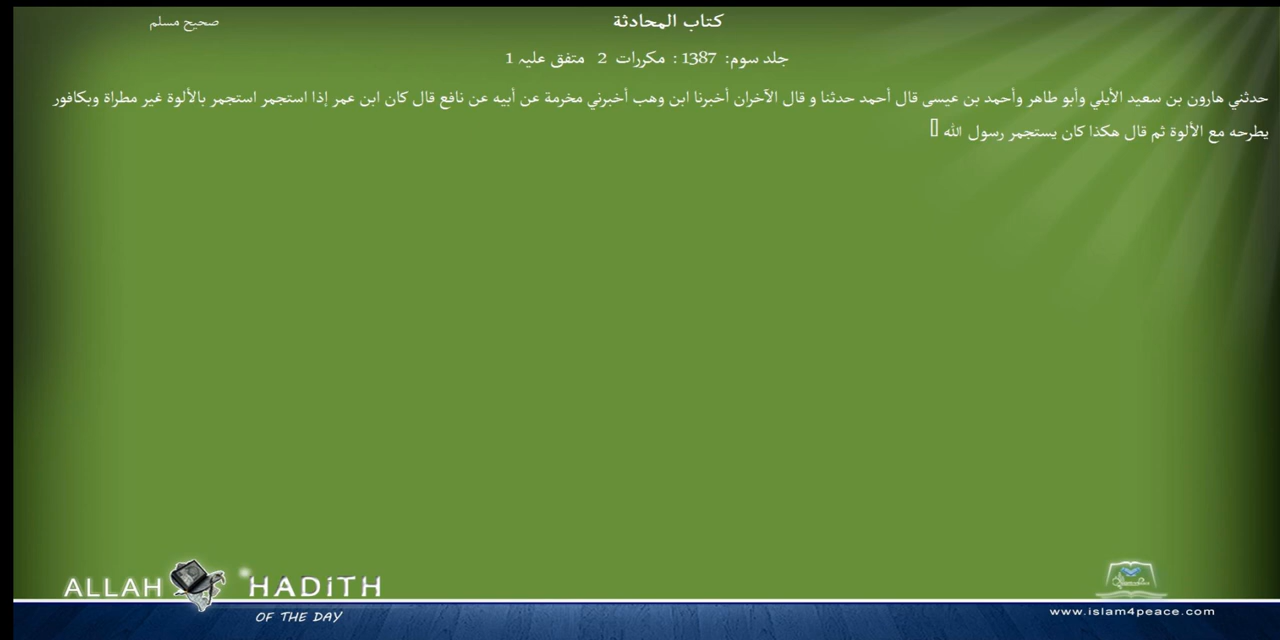 كتاب المحادثة
صحيح مسلم
جلد سوم: 1387 : مکررات 2 متفق علیہ 1
حدثني هارون بن سعيد الأيلي وأبو طاهر وأحمد بن عيسى قال أحمد حدثنا و قال الآخران أخبرنا ابن وهب أخبرني مخرمة عن أبيه عن نافع قال كان ابن عمر إذا استجمر استجمر بالألوة غير مطراة وبكافور
يطرحه مع الألوة ثم قال هكذا كان يستجمر رسول الله
ALLAH HADITH
OF THE DAY
www.islam4peace.com